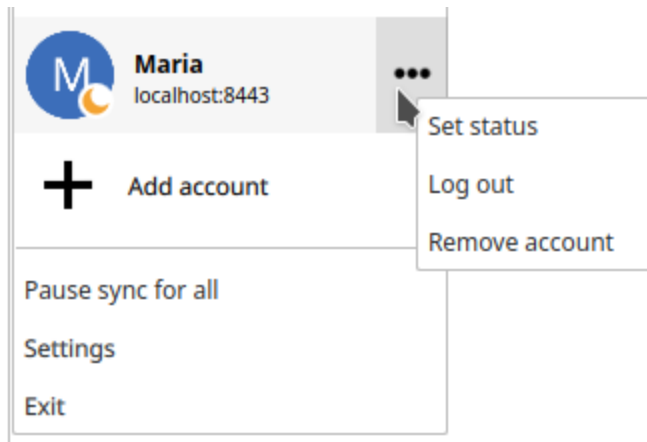 M
Maria
localhost:8443
Set status
Log out
Remove account
Add account
Pause sync for all
Settings
Exit